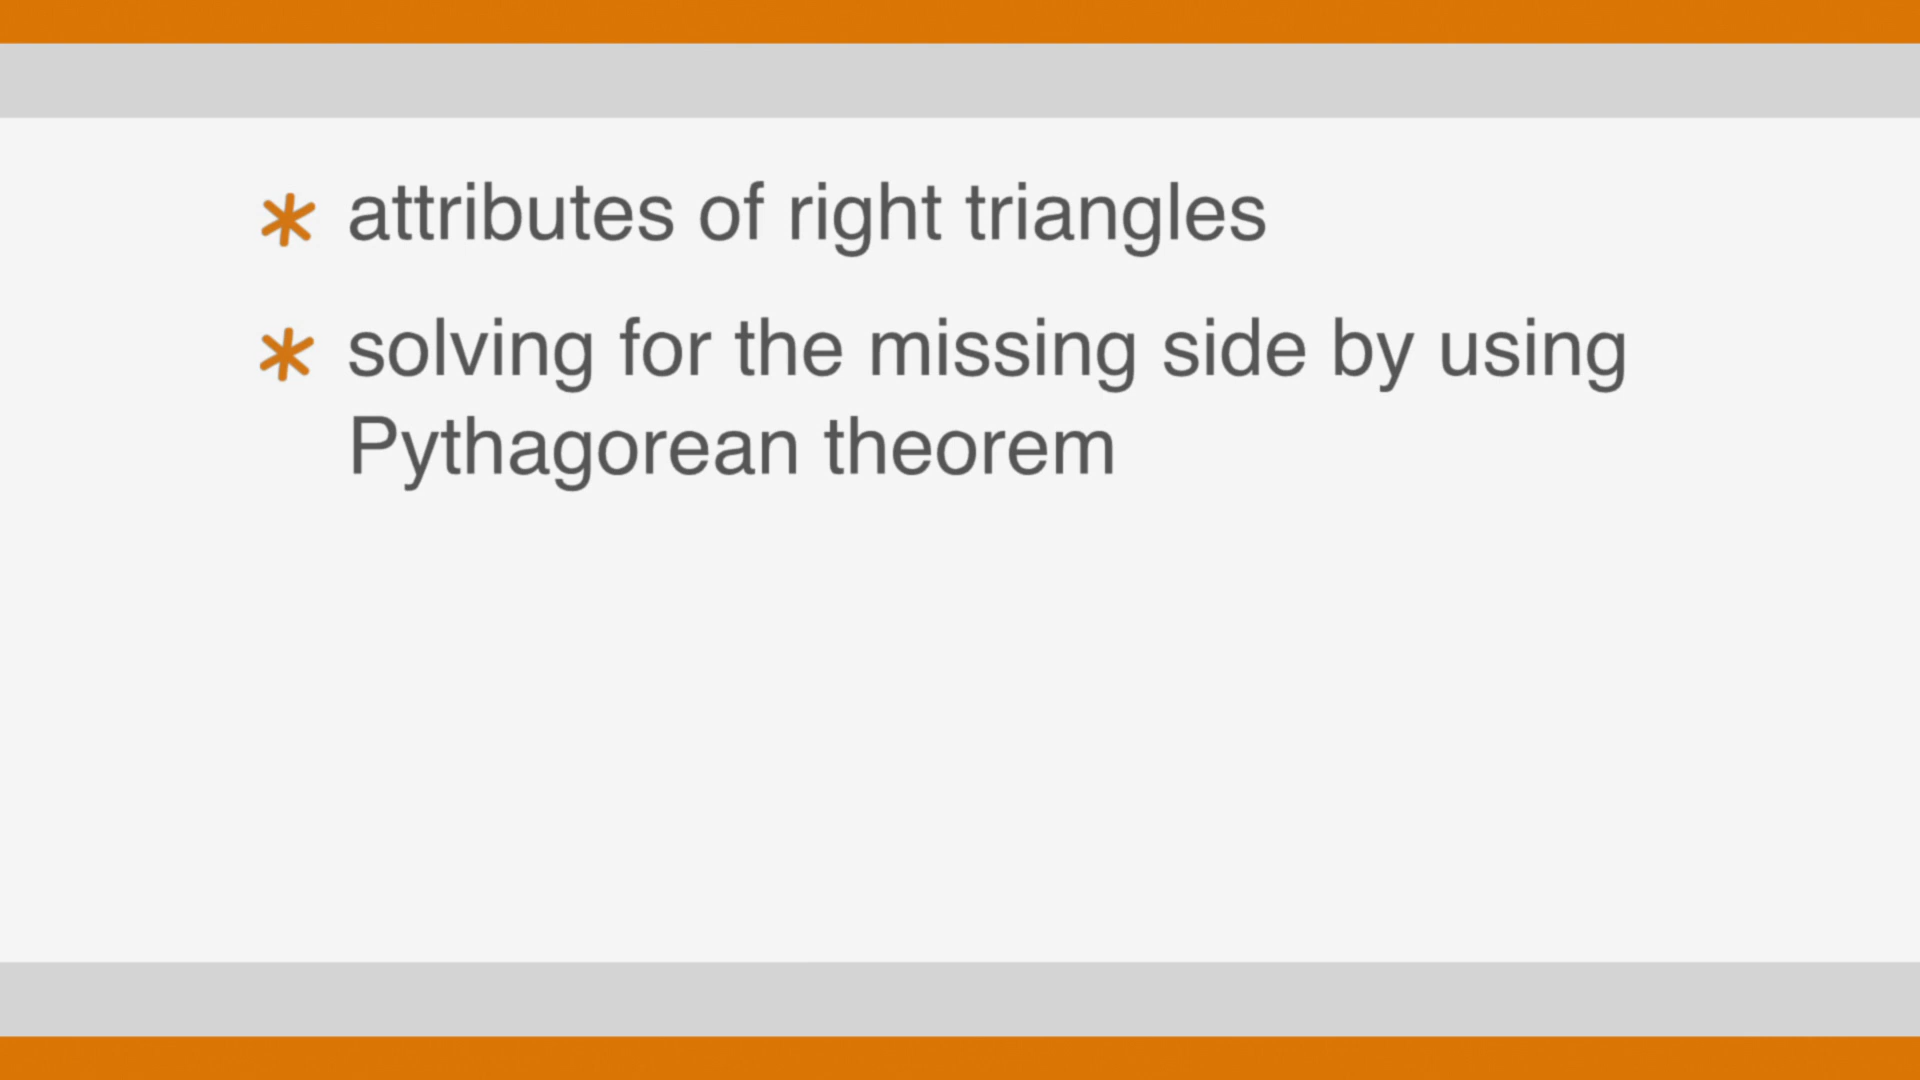 * attributes of right triangles
* solving for the missing side by using
Pythagorean theorem